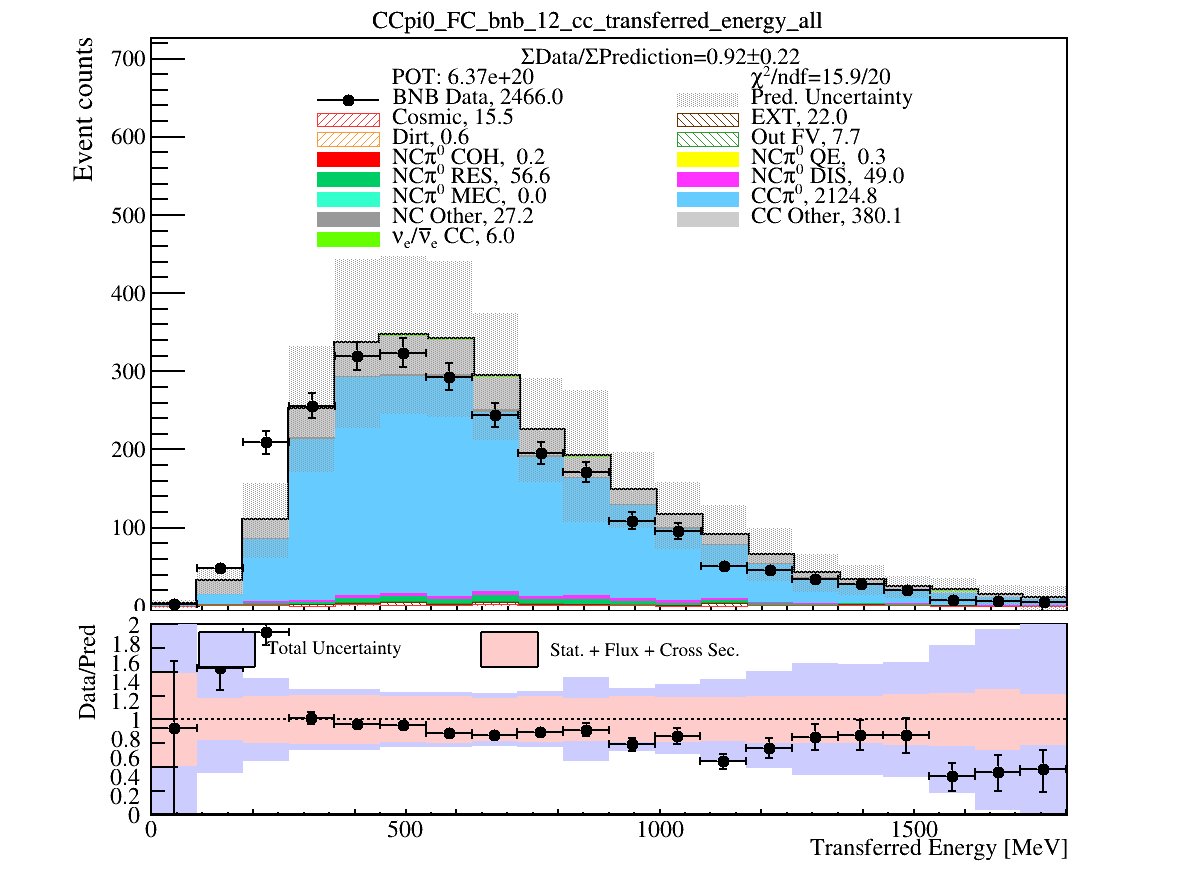 CCpi0_FC_bnb_12_cc_transferred_energy_all
ΣData/ΣPrediction=0.92±0.22
POT: 6.37e+20
χ²/ndf=15.9/20
BNB Data, 2466.0
Pred. Uncertainty
Cosmic, 15.5
EXT, 22.0
Dirt, 0.6
Out FV, 7.7
NCπ⁰ COH, 0.2
NCπ⁰ QE, 0.3
NCπ⁰ RES, 56.6
NCπ⁰ DIS, 49.0
NCπ⁰ MEC, 0.0
CCπ⁰, 2124.8
NC Other, 27.2
CC Other, 380.1
νₑ/ν̅ₑ CC, 6.0
Event counts
700
600
500
400
300
200
100
0
Total Uncertainty
Stat. + Flux + Cross Sec.
Data/Pred
2
1.8
1.6
1.4
1.2
1
0.8
0.6
0.4
0.2
0
0 500 1000 1500
Transferred Energy [MeV]